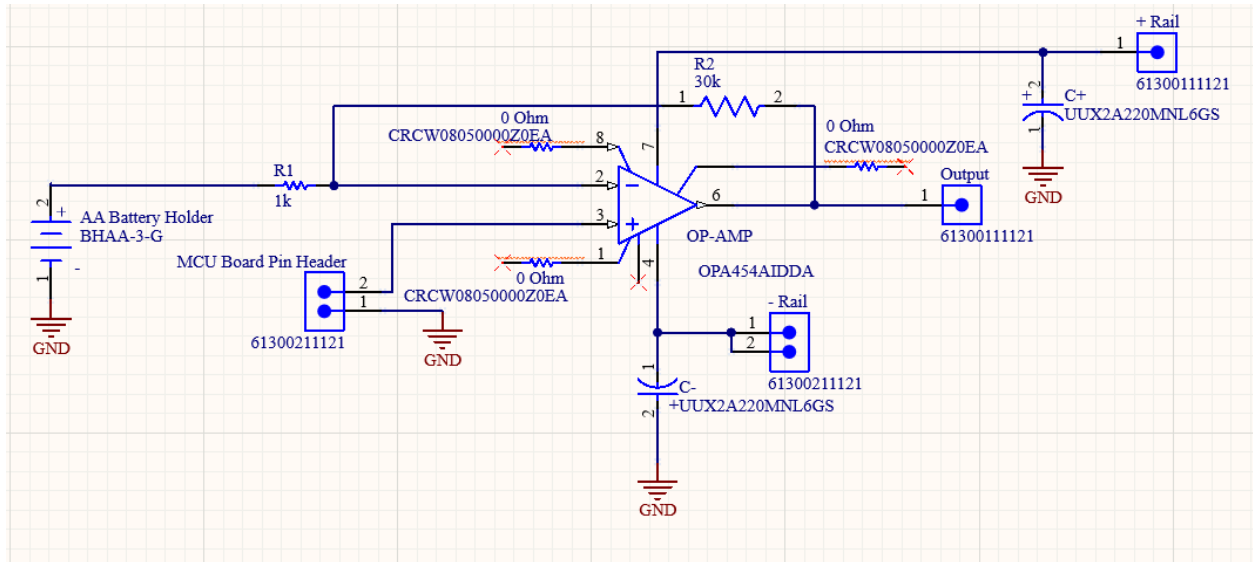 + Rail
1
61300111121
R2
30k
1
2
2
+
C+
UUX2A220MNL6GS
1
GND
0 Ohm
CRCW08050000Z0EA
8
7
0 Ohm
CRCW08050000Z0EA
R1
1k
2
-
6
Output
1
61300111121
2
+
AA Battery Holder
BHAA-3-G
-
1
GND
3
+
OP-AMP
OPA454AIDDA
MCU Board Pin Header
2
1
61300211121
GND
1
0 Ohm
CRCW08050000Z0EA
4
- Rail
1
2
61300211121
1
C-
+
UUX2A220MNL6GS
2
GND